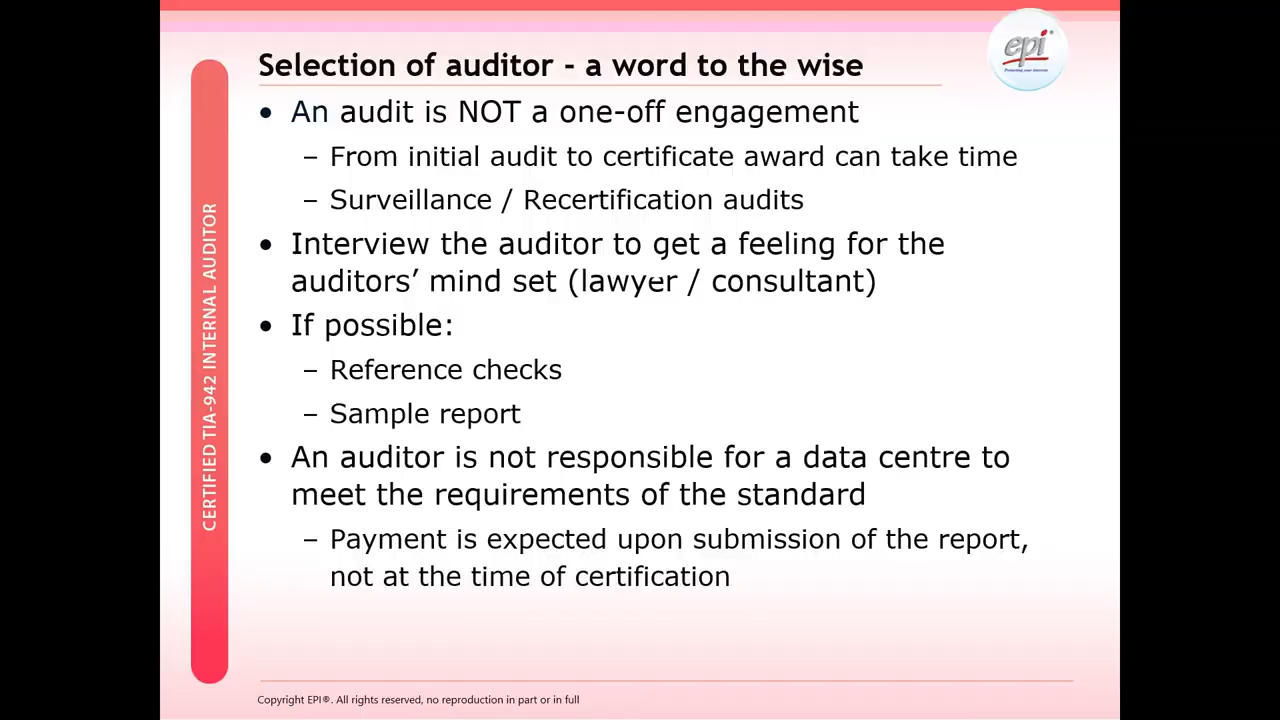 Selection of auditor - a word to the wise
epi®
Protecting your interests
• An audit is NOT a one-off engagement
– From initial audit to certificate award can take time
– Surveillance / Recertification audits
• Interview the auditor to get a feeling for the
auditors’ mind set (lawyer / consultant)
• If possible:
– Reference checks
– Sample report
• An auditor is not responsible for a data centre to
meet the requirements of the standard
– Payment is expected upon submission of the report,
not at the time of certification
CERTIFIED TIA-942 INTERNAL AUDITOR
Copyright EPI®. All rights reserved, no reproduction in part or in full